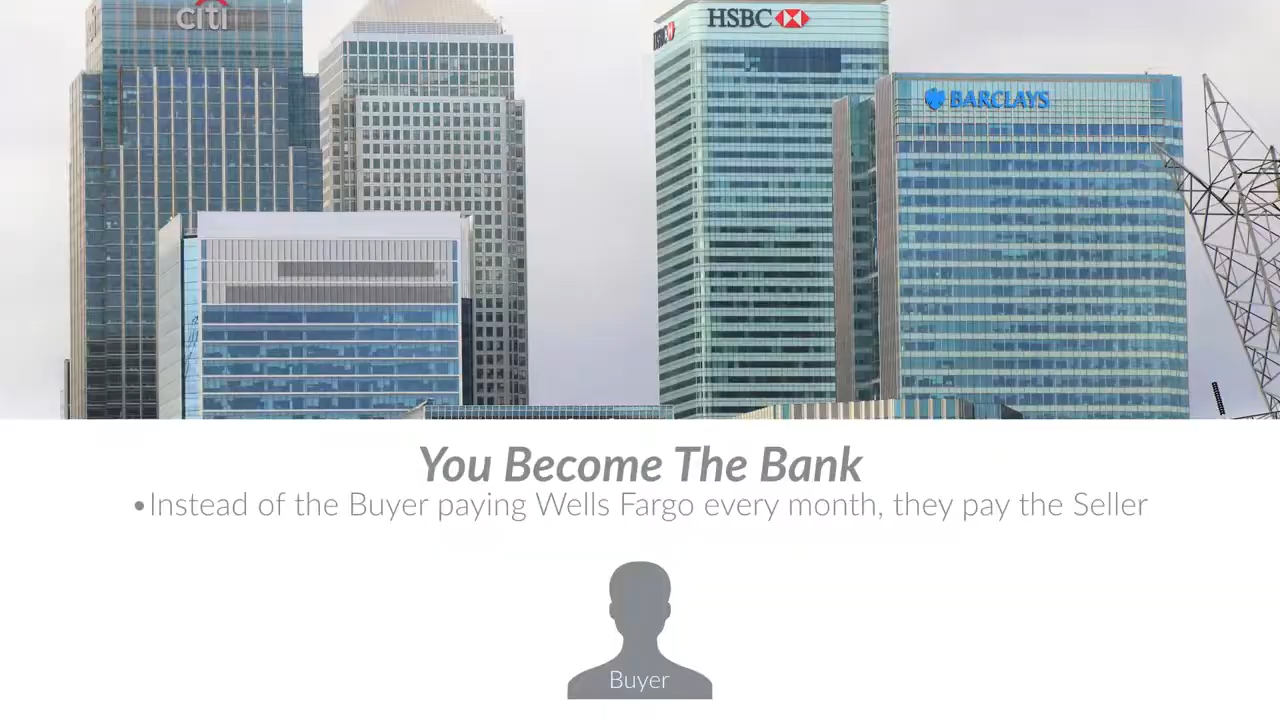 citi
HSBC
BARCLAYS
You Become The Bank
•Instead of the Buyer paying Wells Fargo every month, they pay the Seller
Buyer